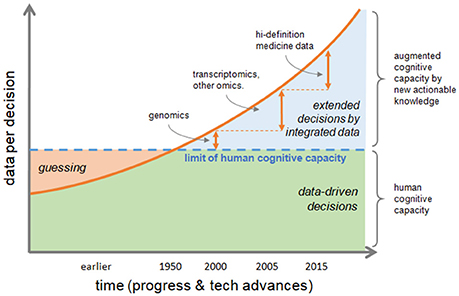 data per decision
hi-definition
medicine data
transcriptomics,
other omics.
genomics
extended
decisions by
integrated data
limit of human cognitive capacity
guessing
data-driven
decisions
augmented
cognitive
capacity by
new actionable
knowledge
human
cognitive
capacity
earlier 1950 2000 2005 2015
time (progress & tech advances)